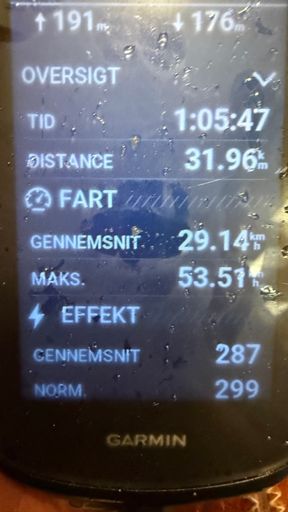 ↑191m ↓176m
OVERSIGT
TID 1:05:47
DISTANCE 31.96 km
FART
GENNEMSNIT. 29.14 km/h
MAKS. 53.51 km/h
EFFEKT
GENNEMSNIT 287
NORM. 299
GARMIN